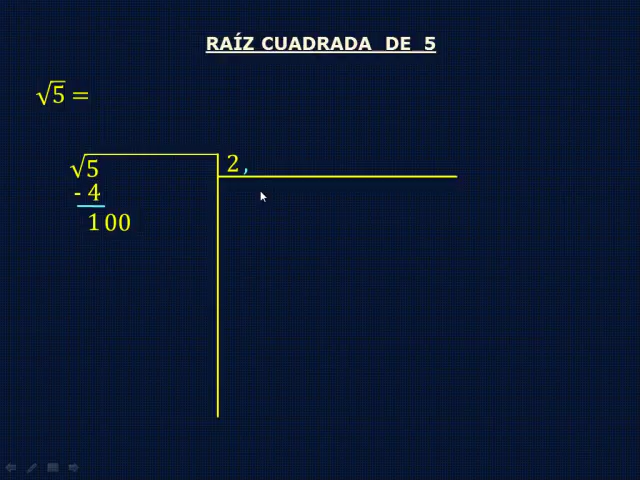 RAÍZ CUADRADA DE 5
√5 =
√5 2,
- 4
1 00